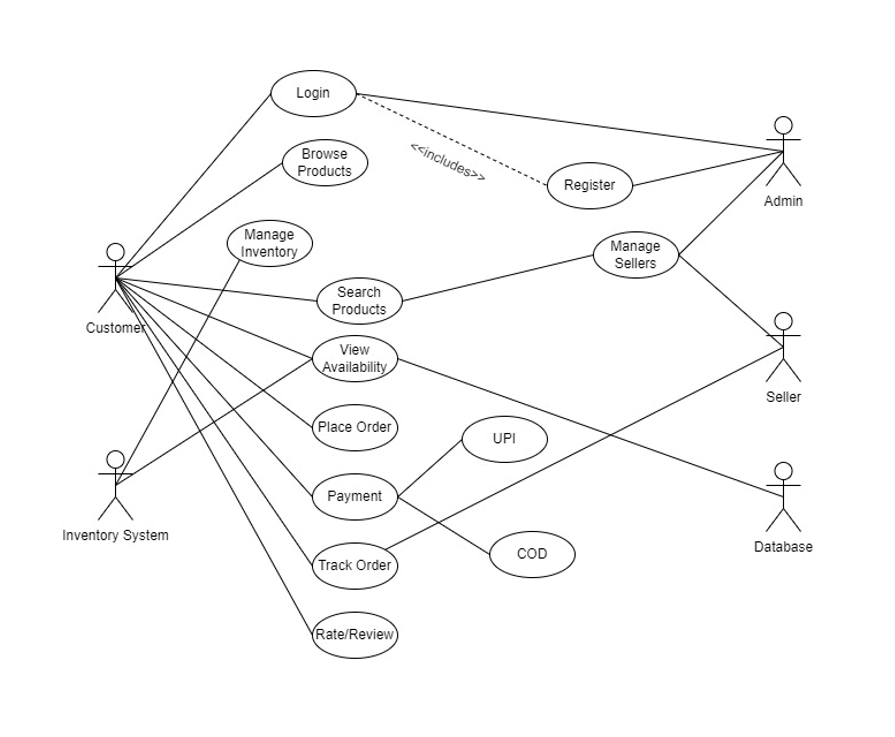 Login
Browse
Products
<<includes>>
Register
Admin
Manage
Inventory
Manage
Sellers
Customer
Search
Products
View
Availability
Seller
Place Order
UPI
Inventory System
Payment
Database
COD
Track Order
Rate/Review